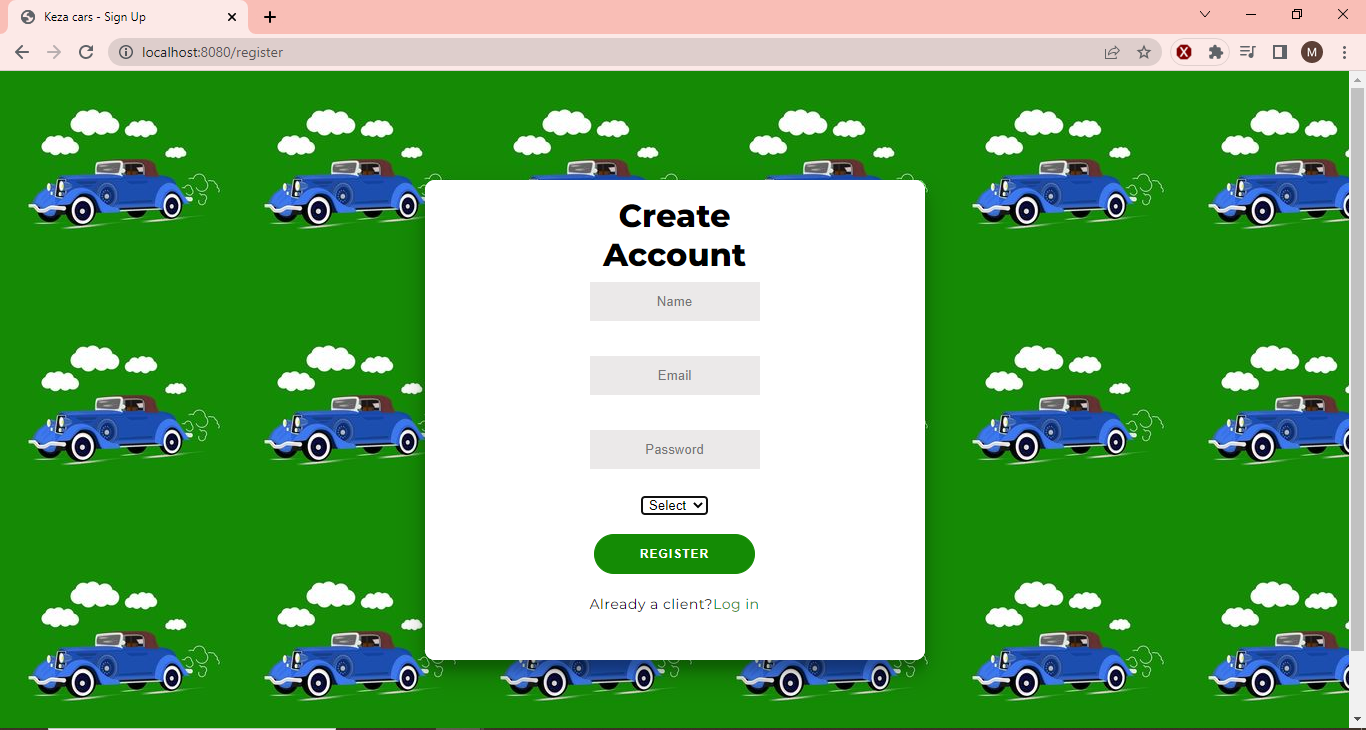 Keza cars - Sign Up
localhost:8080/register
M
Create
Account
Name
Email
Password
Select
REGISTER
Already a client?Log in